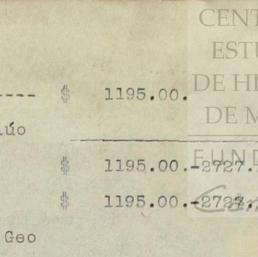 CENT
ESTU
---- $ 1195.00.
DE HI
DE M
lúo
FUND
$ 1195.00.-2727.
$ 1195.00.-2727.
Geo